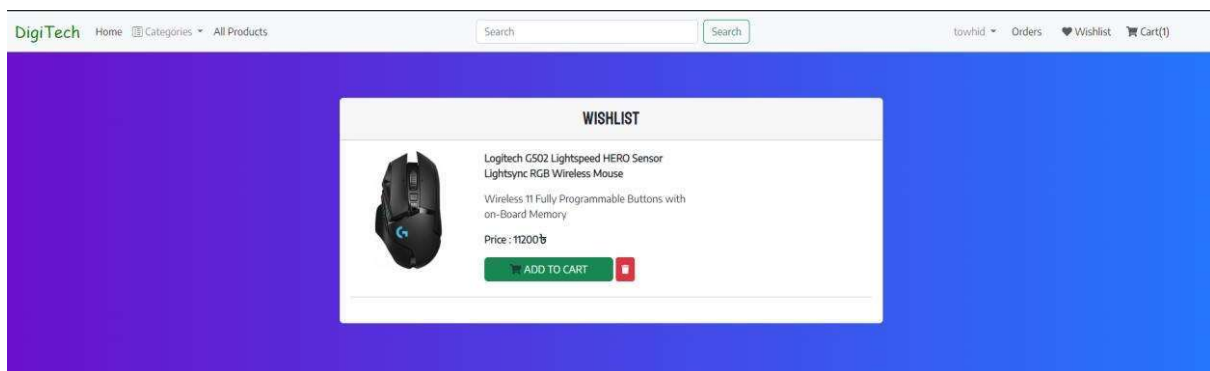 DigiTech Home Categories All Products Search Search towhid Orders Wishlist Cart(1)
WISHLIST
Logitech G502 Lightspeed HERO Sensor
Lightsync RGB Wireless Mouse
Wireless 11 Fully Programmable Buttons with
on-Board Memory
Price : 11200৳
ADD TO CART